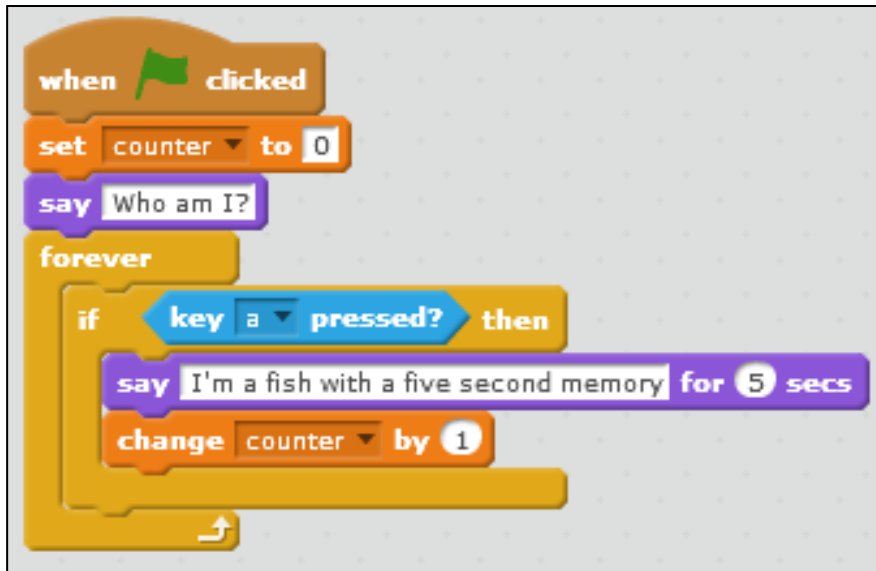 when clicked
set counter to 0
say Who am I?
forever
if key a pressed? then
say I'm a fish with a five second memory for 5 secs
change counter by 1